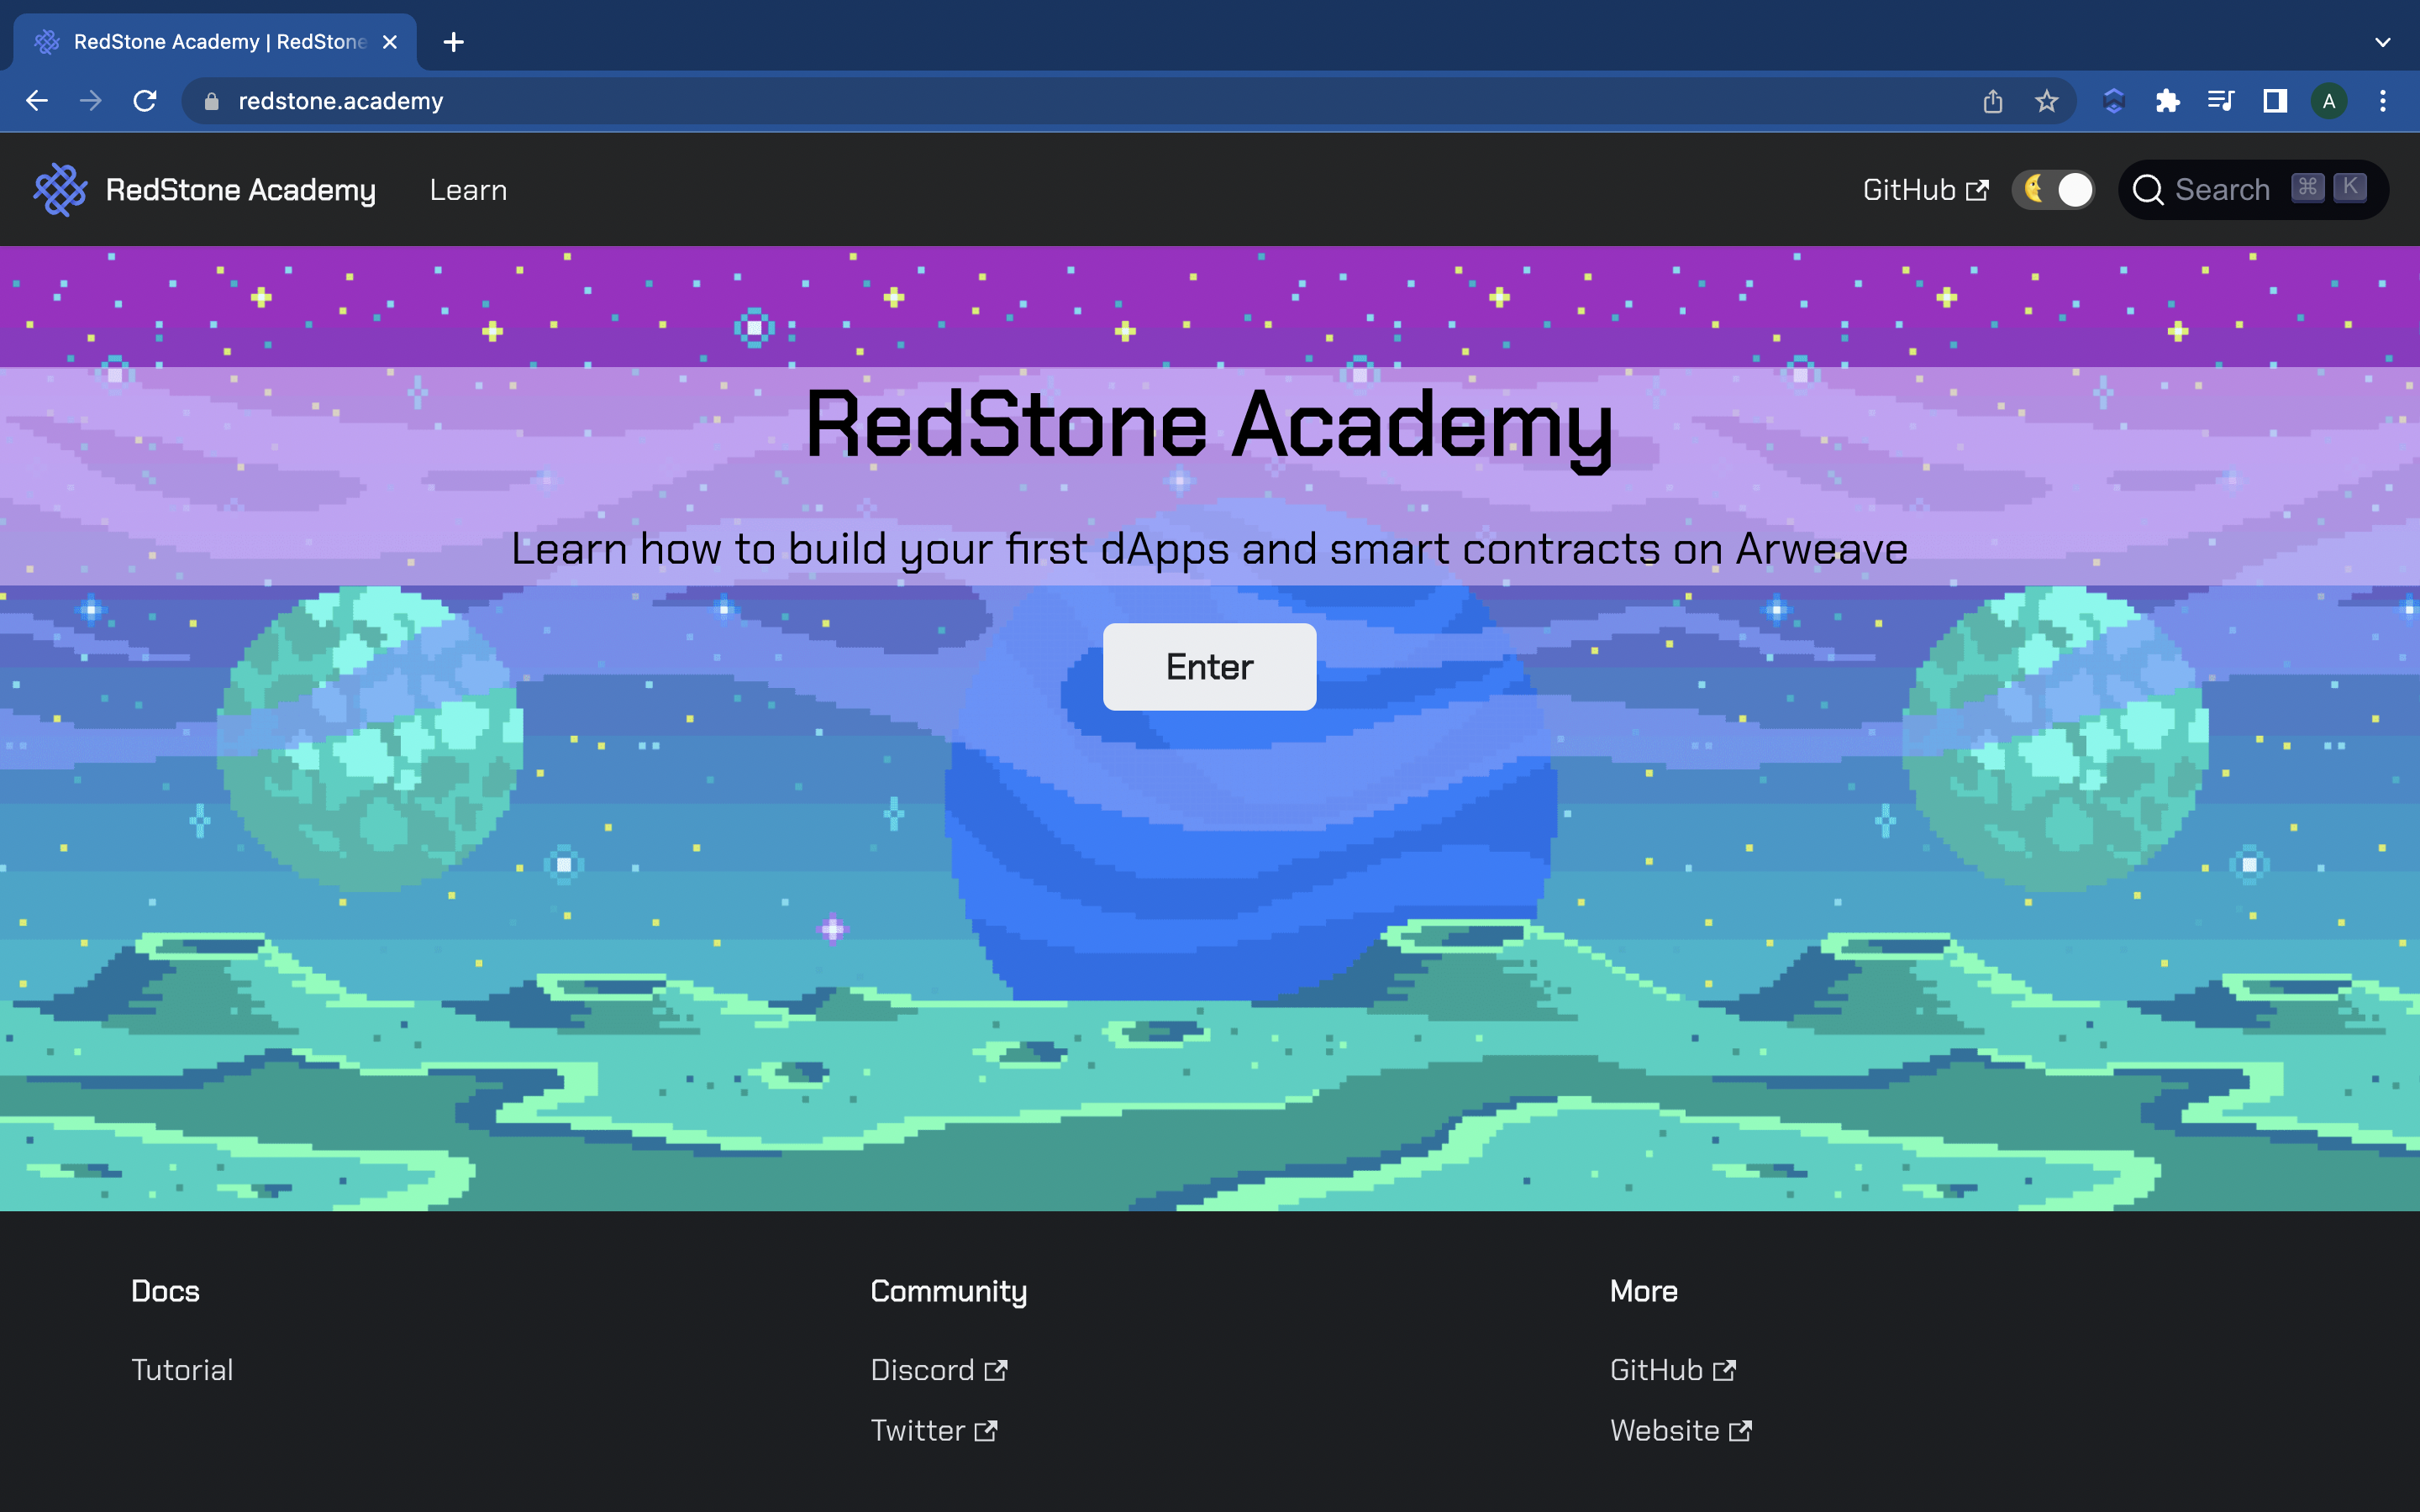 RedStone Academy | RedStone
redstone.academy
A
RedStone Academy
Learn
GitHub
Search ⌘ K
RedStone Academy
Learn how to build your first dApps and smart contracts on Arweave
Enter
Docs
Tutorial
Community
Discord
Twitter
More
GitHub
Website